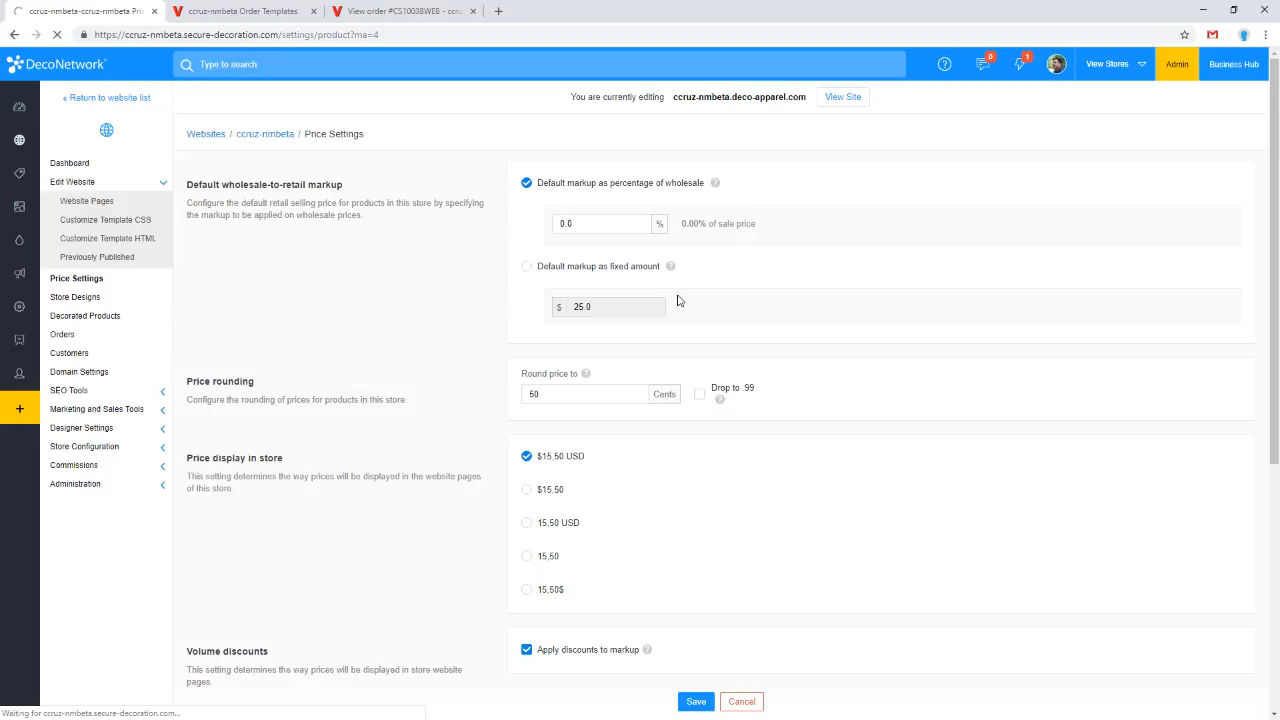 ccruz-nmbeta-ccruz-nmbeta Pric
ccruz-nmbeta Order Templates
View order #CS10038WEB - ccru
https://ccruz-nmbeta.secure-decoration.com/settings/product?ma=4
DecoNetwork
Type to search
0
1
View Stores
Admin
Business Hub
« Return to website list
You are currently editing ccruz-nmbeta.deco-apparel.com
View Site
Websites / ccruz-nmbeta / Price Settings
Dashboard
Edit Website
Website Pages
Customize Template CSS
Customize Template HTML
Previously Published
Price Settings
Store Designs
Decorated Products
Orders
Customers
Domain Settings
SEO Tools
Marketing and Sales Tools
Designer Settings
Store Configuration
Commissions
Administration
Default wholesale-to-retail markup
Configure the default retail selling price for products in this store by specifying
the markup to be applied on wholesale prices.
Default markup as percentage of wholesale
0.0 % 0.00% of sale price
Default markup as fixed amount
$ 25.0
Price rounding
Configure the rounding of prices for products in this store.
Round price to
50 Cents
Drop to .99
Price display in store
This setting determines the way prices will be displayed in the website pages
of this store.
$15,50 USD
$15,50
15,50 USD
15,50
15,50$
Volume discounts
This setting determines the way prices will be displayed in store website
pages.
Apply discounts to markup
Save
Cancel
Waiting for ccruz-nmbeta.secure-decoration.com...